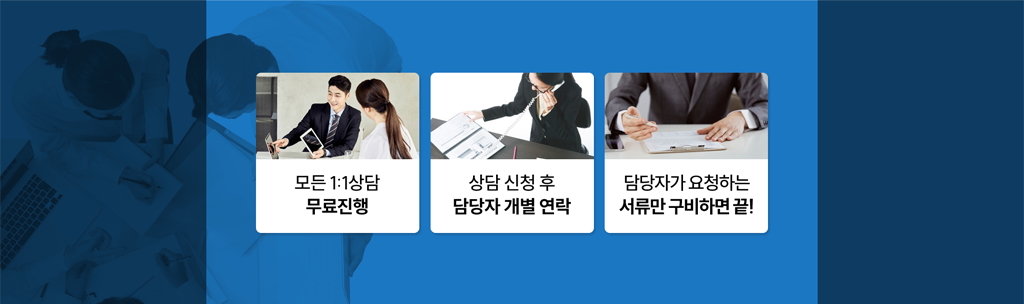 모든 1:1상담
무료진행
상담 신청 후
담당자 개별 연락
담당자가 요청하는
서류만 구비하면 끝!